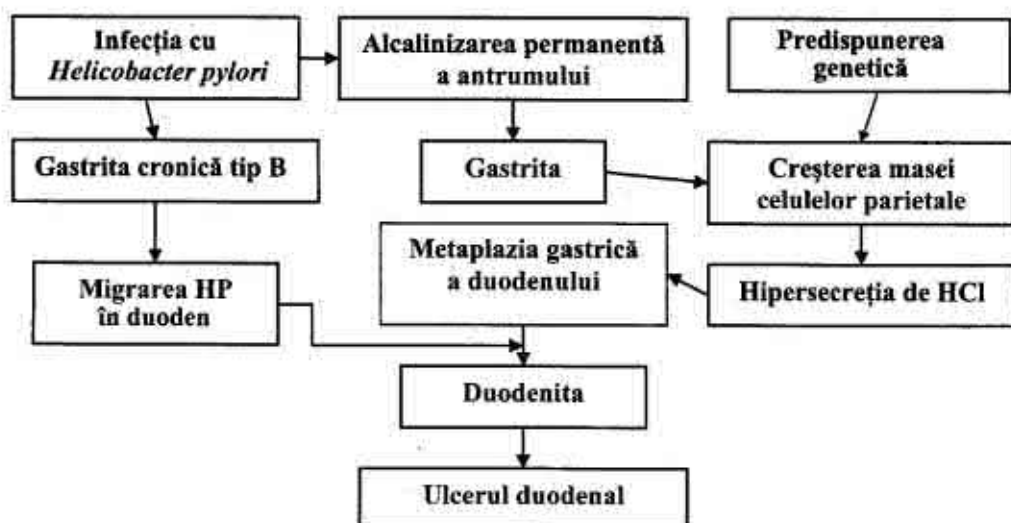 Infecția cu
Helicobacter pylori
Alcalinizarea permanentă
a antrumului
Predispunerea
genetică
Gastrita cronică tip B
Gastrita
Creșterea masei
celulelor parietale
Metaplazia gastrică
a duodenului
Migrarea HP
în duoden
Hipersecreția de HCl
Duodenita
Ulcerul duodenal